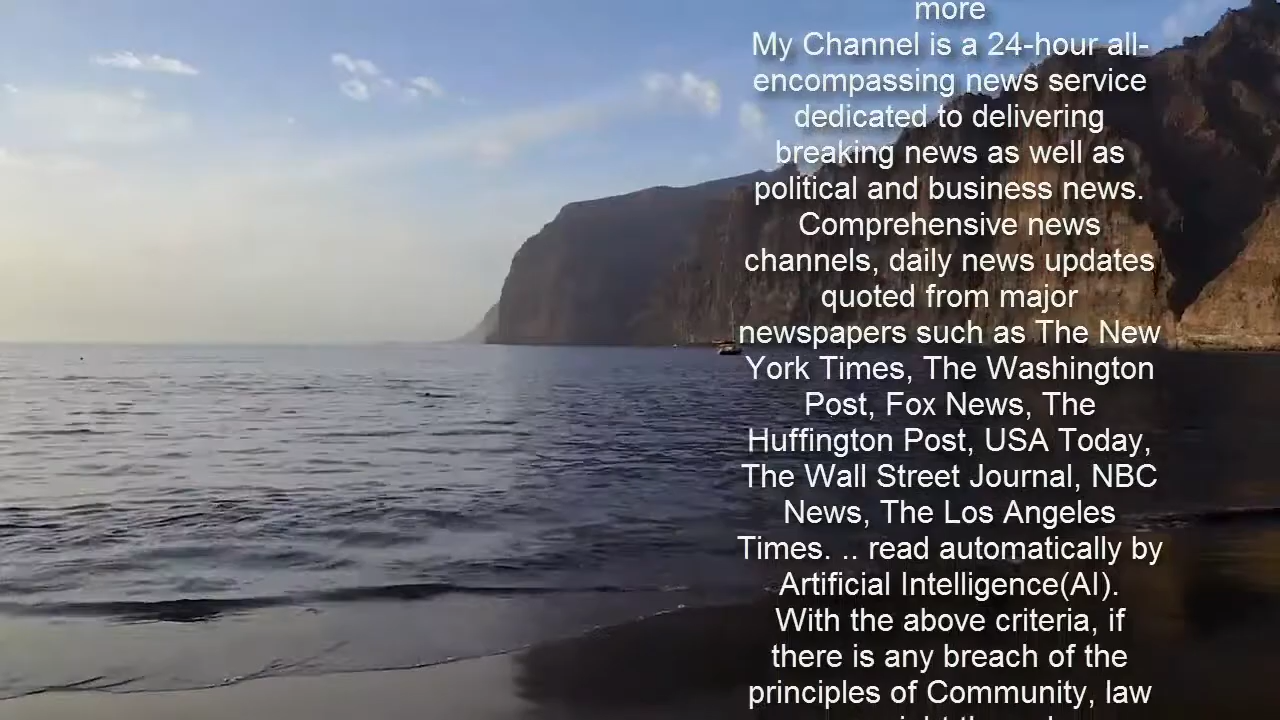 more
My Channel is a 24-hour all-
encompassing news service
dedicated to delivering
breaking news as well as
political and business news.
Comprehensive news
channels, daily news updates
quoted from major
newspapers such as The New
York Times, The Washington
Post, Fox News, The
Huffington Post, USA Today,
The Wall Street Journal, NBC
News, The Los Angeles
Times. .. read automatically by
Artificial Intelligence(AI).
With the above criteria, if
there is any breach of the
principles of Community, law